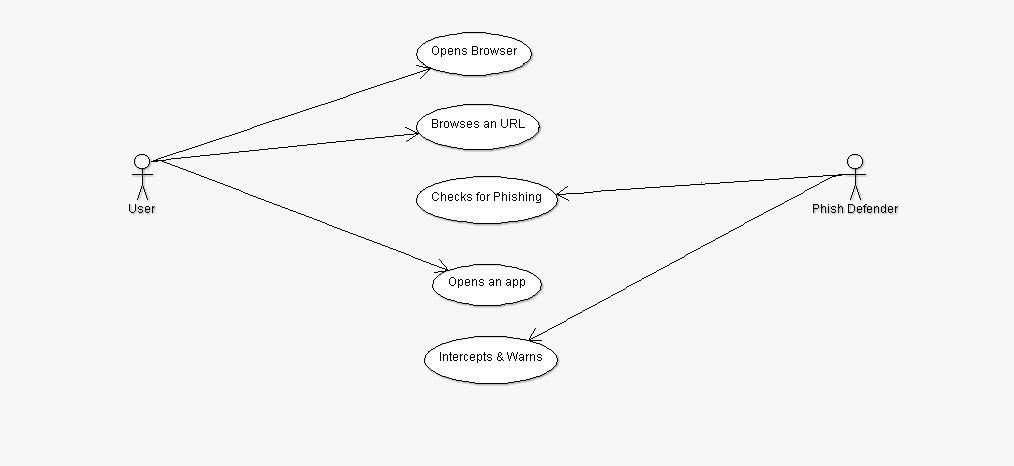 Opens Browser
Browses an URL
Checks for Phishing
User
Phish Defender
Opens an app
Intercepts & Warns